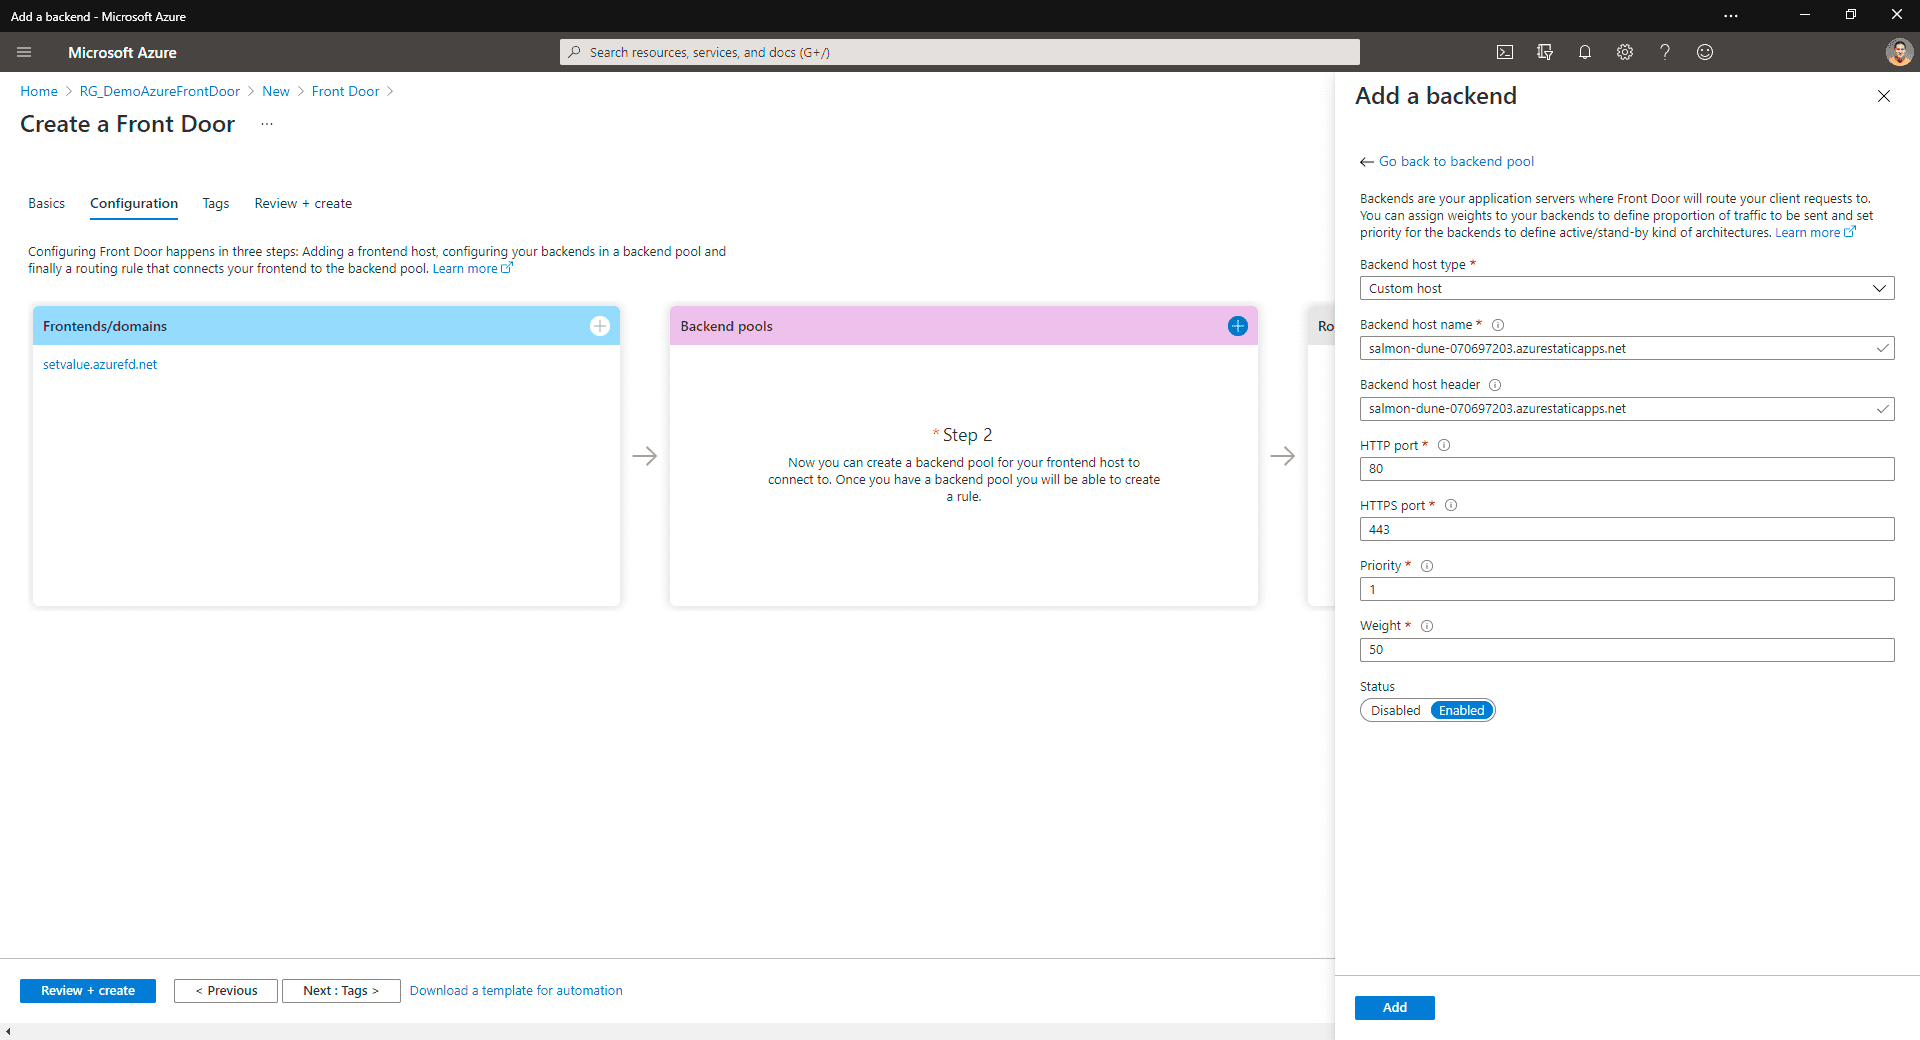 Add a backend - Microsoft Azure
Microsoft Azure
Search resources, services, and docs (G+/)
Home > RG_DemoAzureFrontDoor > New > Front Door >
Create a Front Door ...
Basics Configuration Tags Review + create
Configuring Front Door happens in three steps: Adding a frontend host, configuring your backends in a backend pool and
finally a routing rule that connects your frontend to the backend pool. Learn more
Frontends/domains
setvalue.azurefd.net
Backend pools
* Step 2
Now you can create a backend pool for your frontend host to
connect to. Once you have a backend pool you will be able to create
a rule.
Ro
Review + create
< Previous
Next : Tags >
Download a template for automation
Add a backend
Go back to backend pool
Backends are your application servers where Front Door will route your client requests to.
You can assign weights to your backends to define proportion of traffic to be sent and set
priority for the backends to define active/stand-by kind of architectures. Learn more
Backend host type *
Custom host
Backend host name *
salmon-dune-070697203.azurestaticapps.net
Backend host header
salmon-dune-070697203.azurestaticapps.net
HTTP port *
80
HTTPS port *
443
Priority *
1
Weight *
50
Status
Disabled Enabled
Add